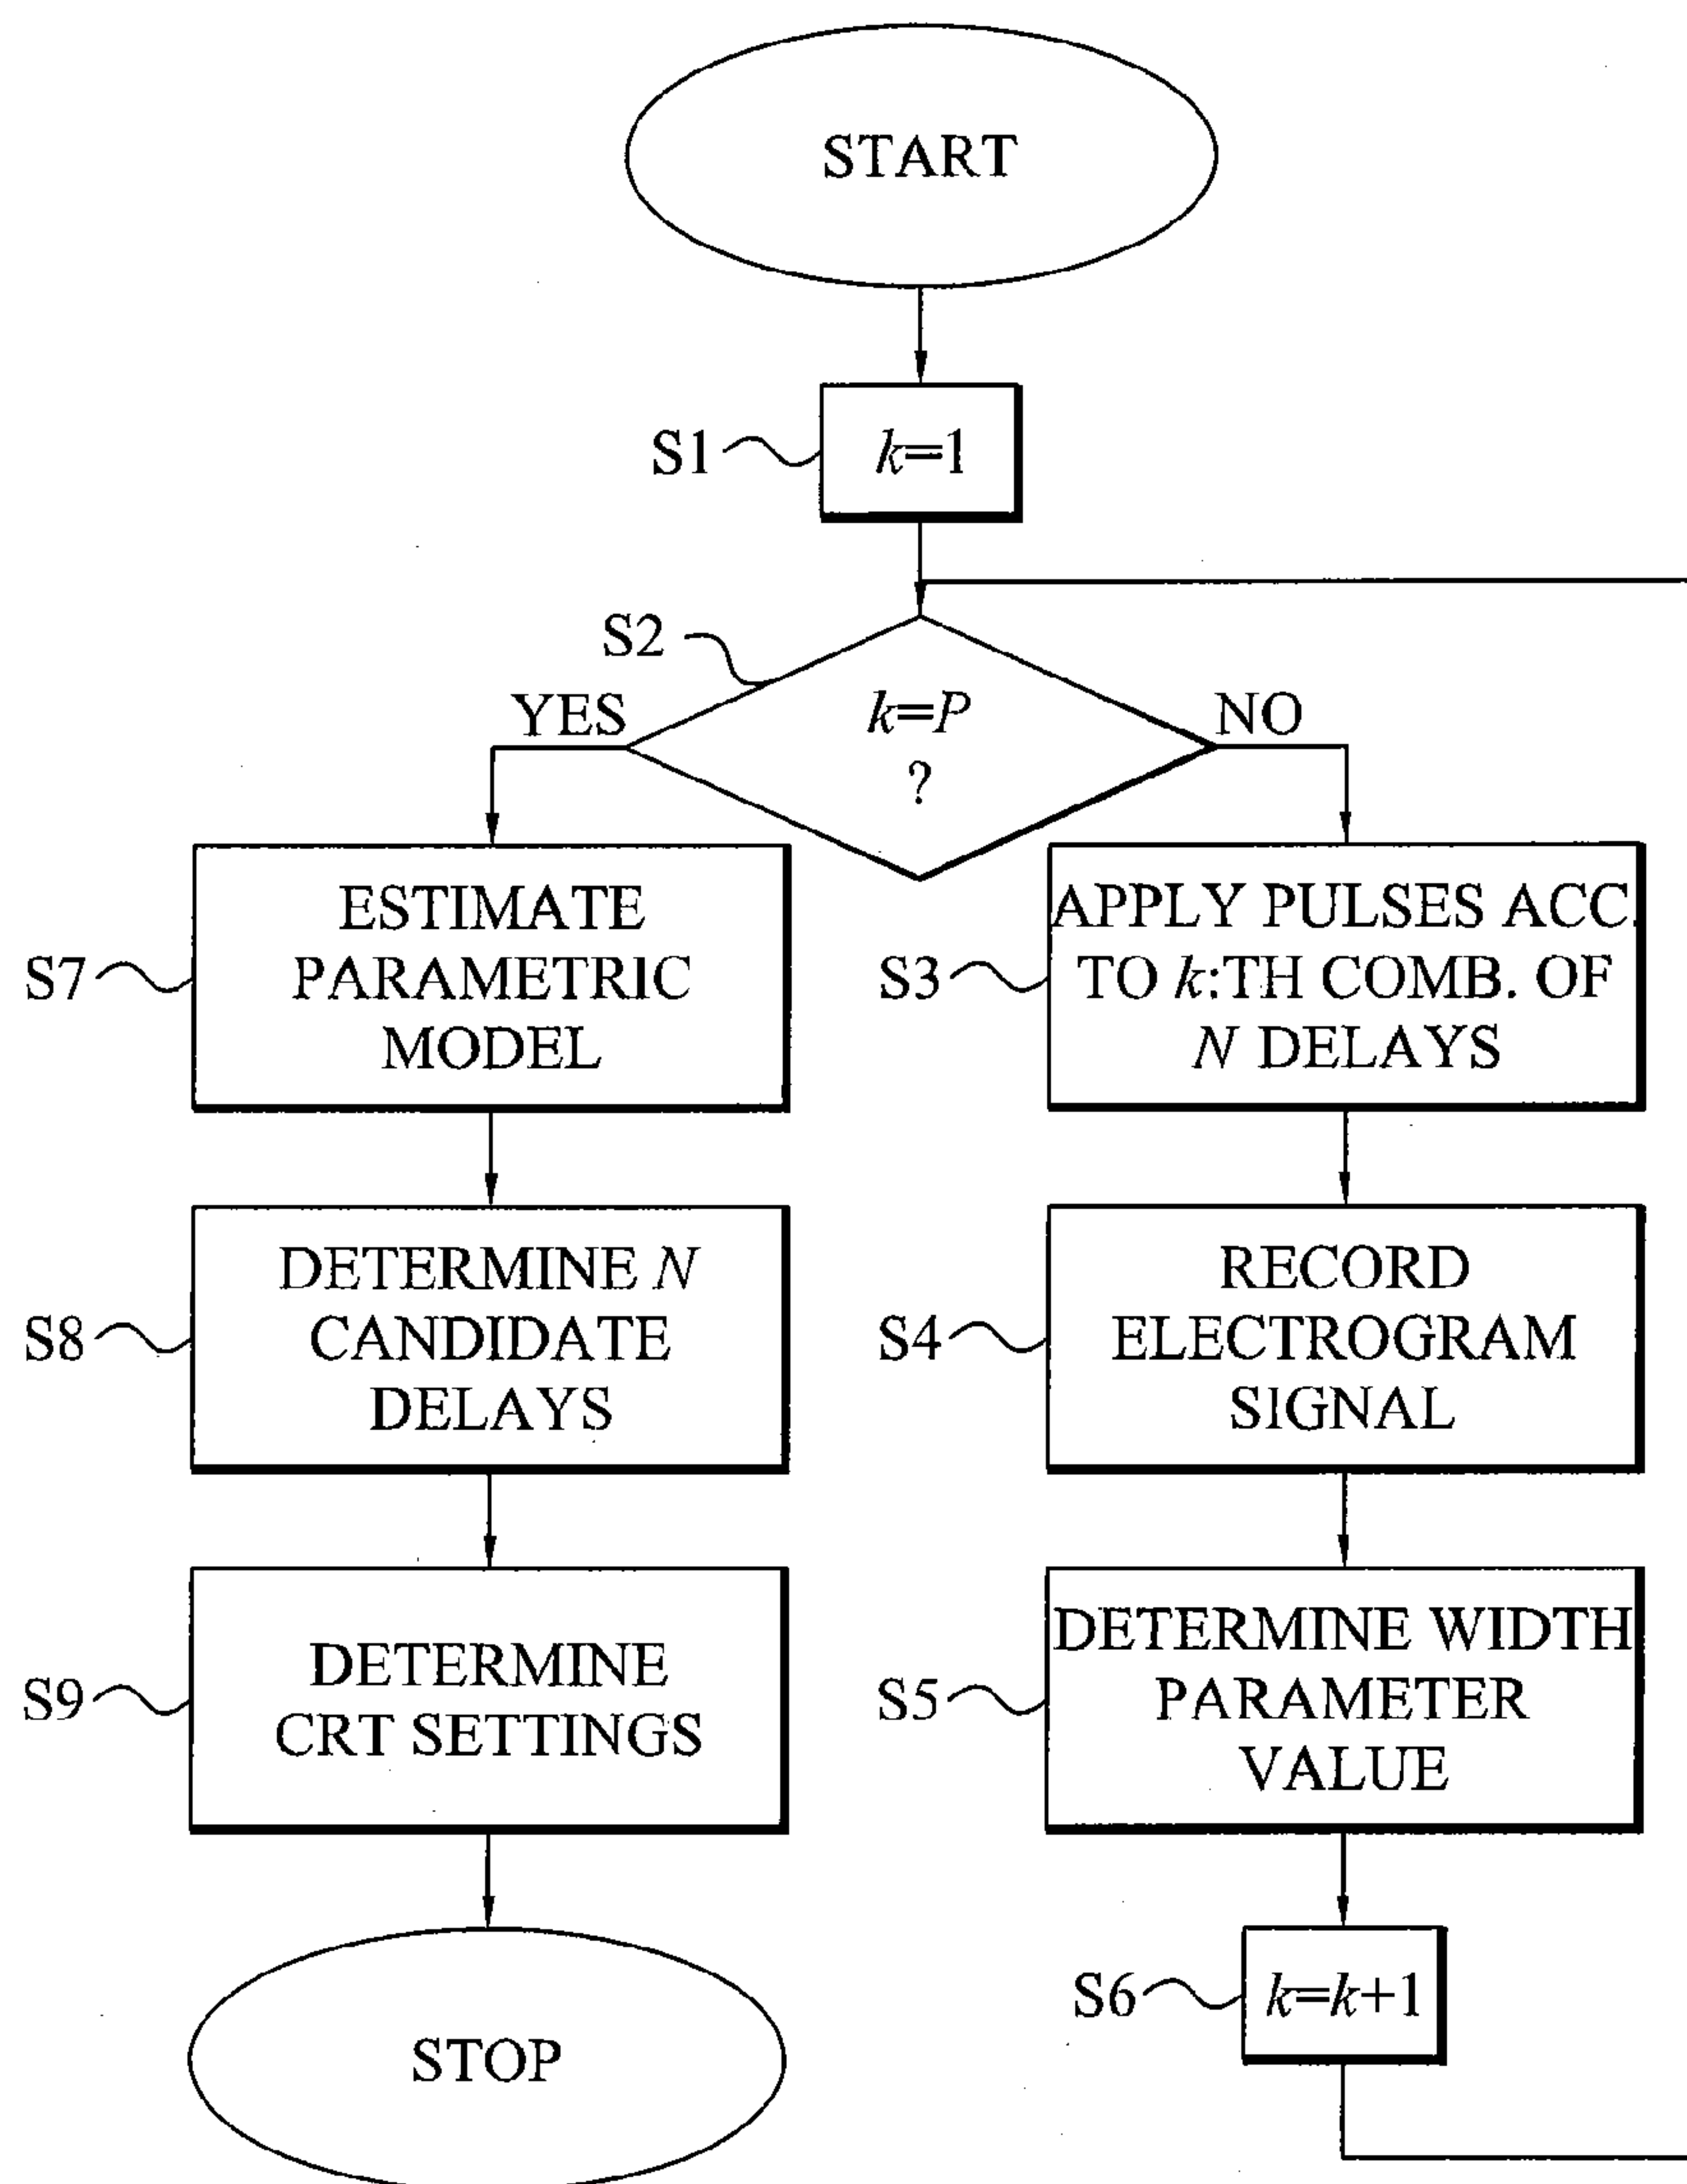 START
S1
k=1
S2
k=P
?
YES
NO
S7
ESTIMATE
PARAMETRIC
MODEL
S3
APPLY PULSES ACC.
TO k:TH COMB. OF
N DELAYS
S8
DETERMINE N
CANDIDATE
DELAYS
S4
RECORD
ELECTROGRAM
SIGNAL
S9
DETERMINE
CRT SETTINGS
S5
DETERMINE WIDTH
PARAMETER
VALUE
S6
k=k+1
STOP